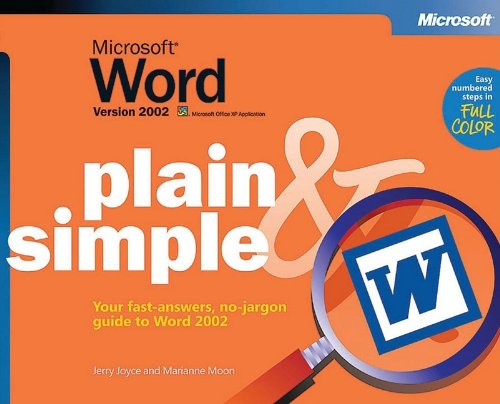 Microsoft
Microsoft®
Word
Version 2002
Microsoft Office XP Application
Easy
numbered
steps in
FULL
COLOR
plain &
simple
W
Your fast-answers, no-jargon
guide to Word 2002
Jerry Joyce and Marianne Moon